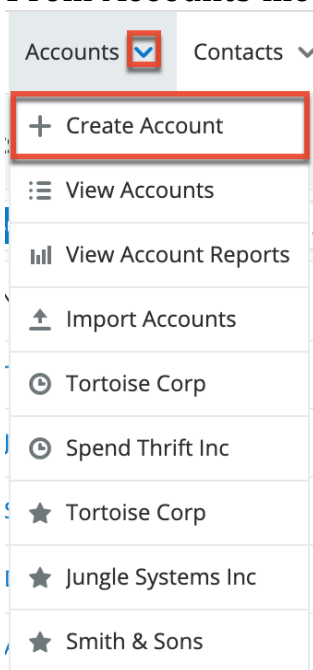 Accounts Contacts
Create Account
View Accounts
View Account Reports
Import Accounts
Tortoise Corp
Spend Thrift Inc
Tortoise Corp
Jungle Systems Inc
Smith & Sons